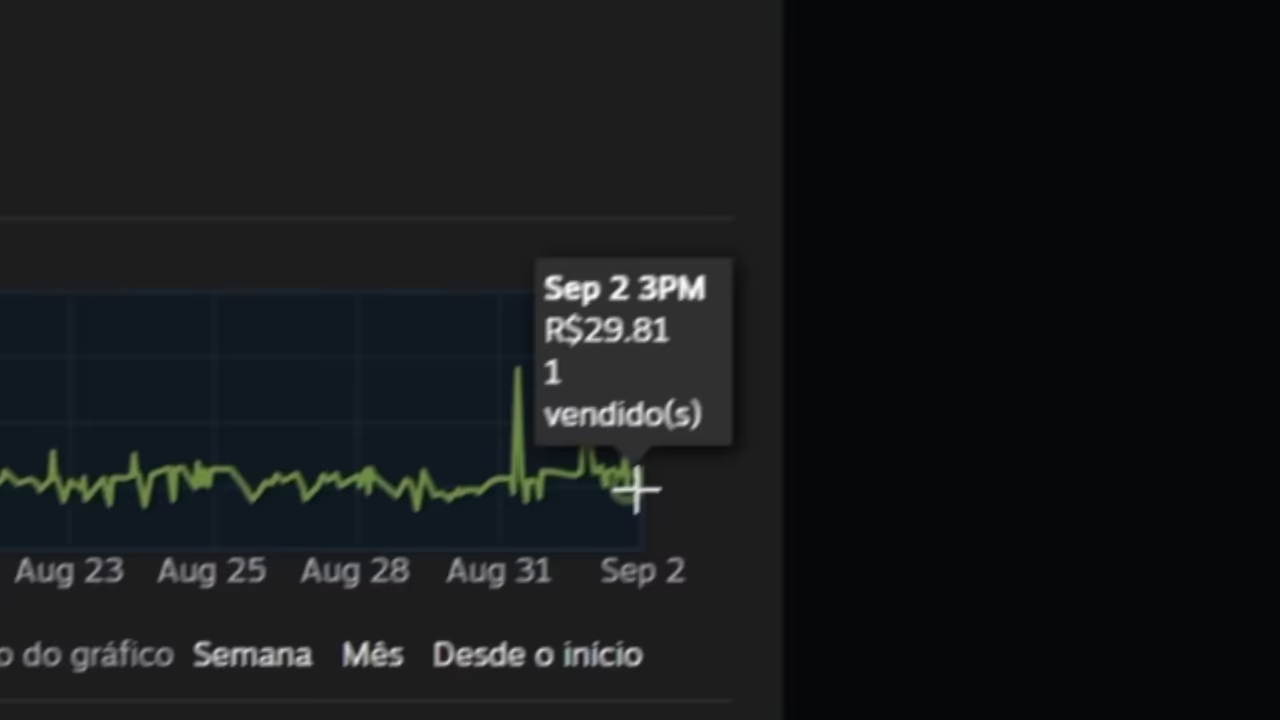 Sep 2 3PM
R$29.81
1
vendido(s)
Aug 23 Aug 25 Aug 28 Aug 31 Sep 2
do gráfico Semana Mês Desde o início